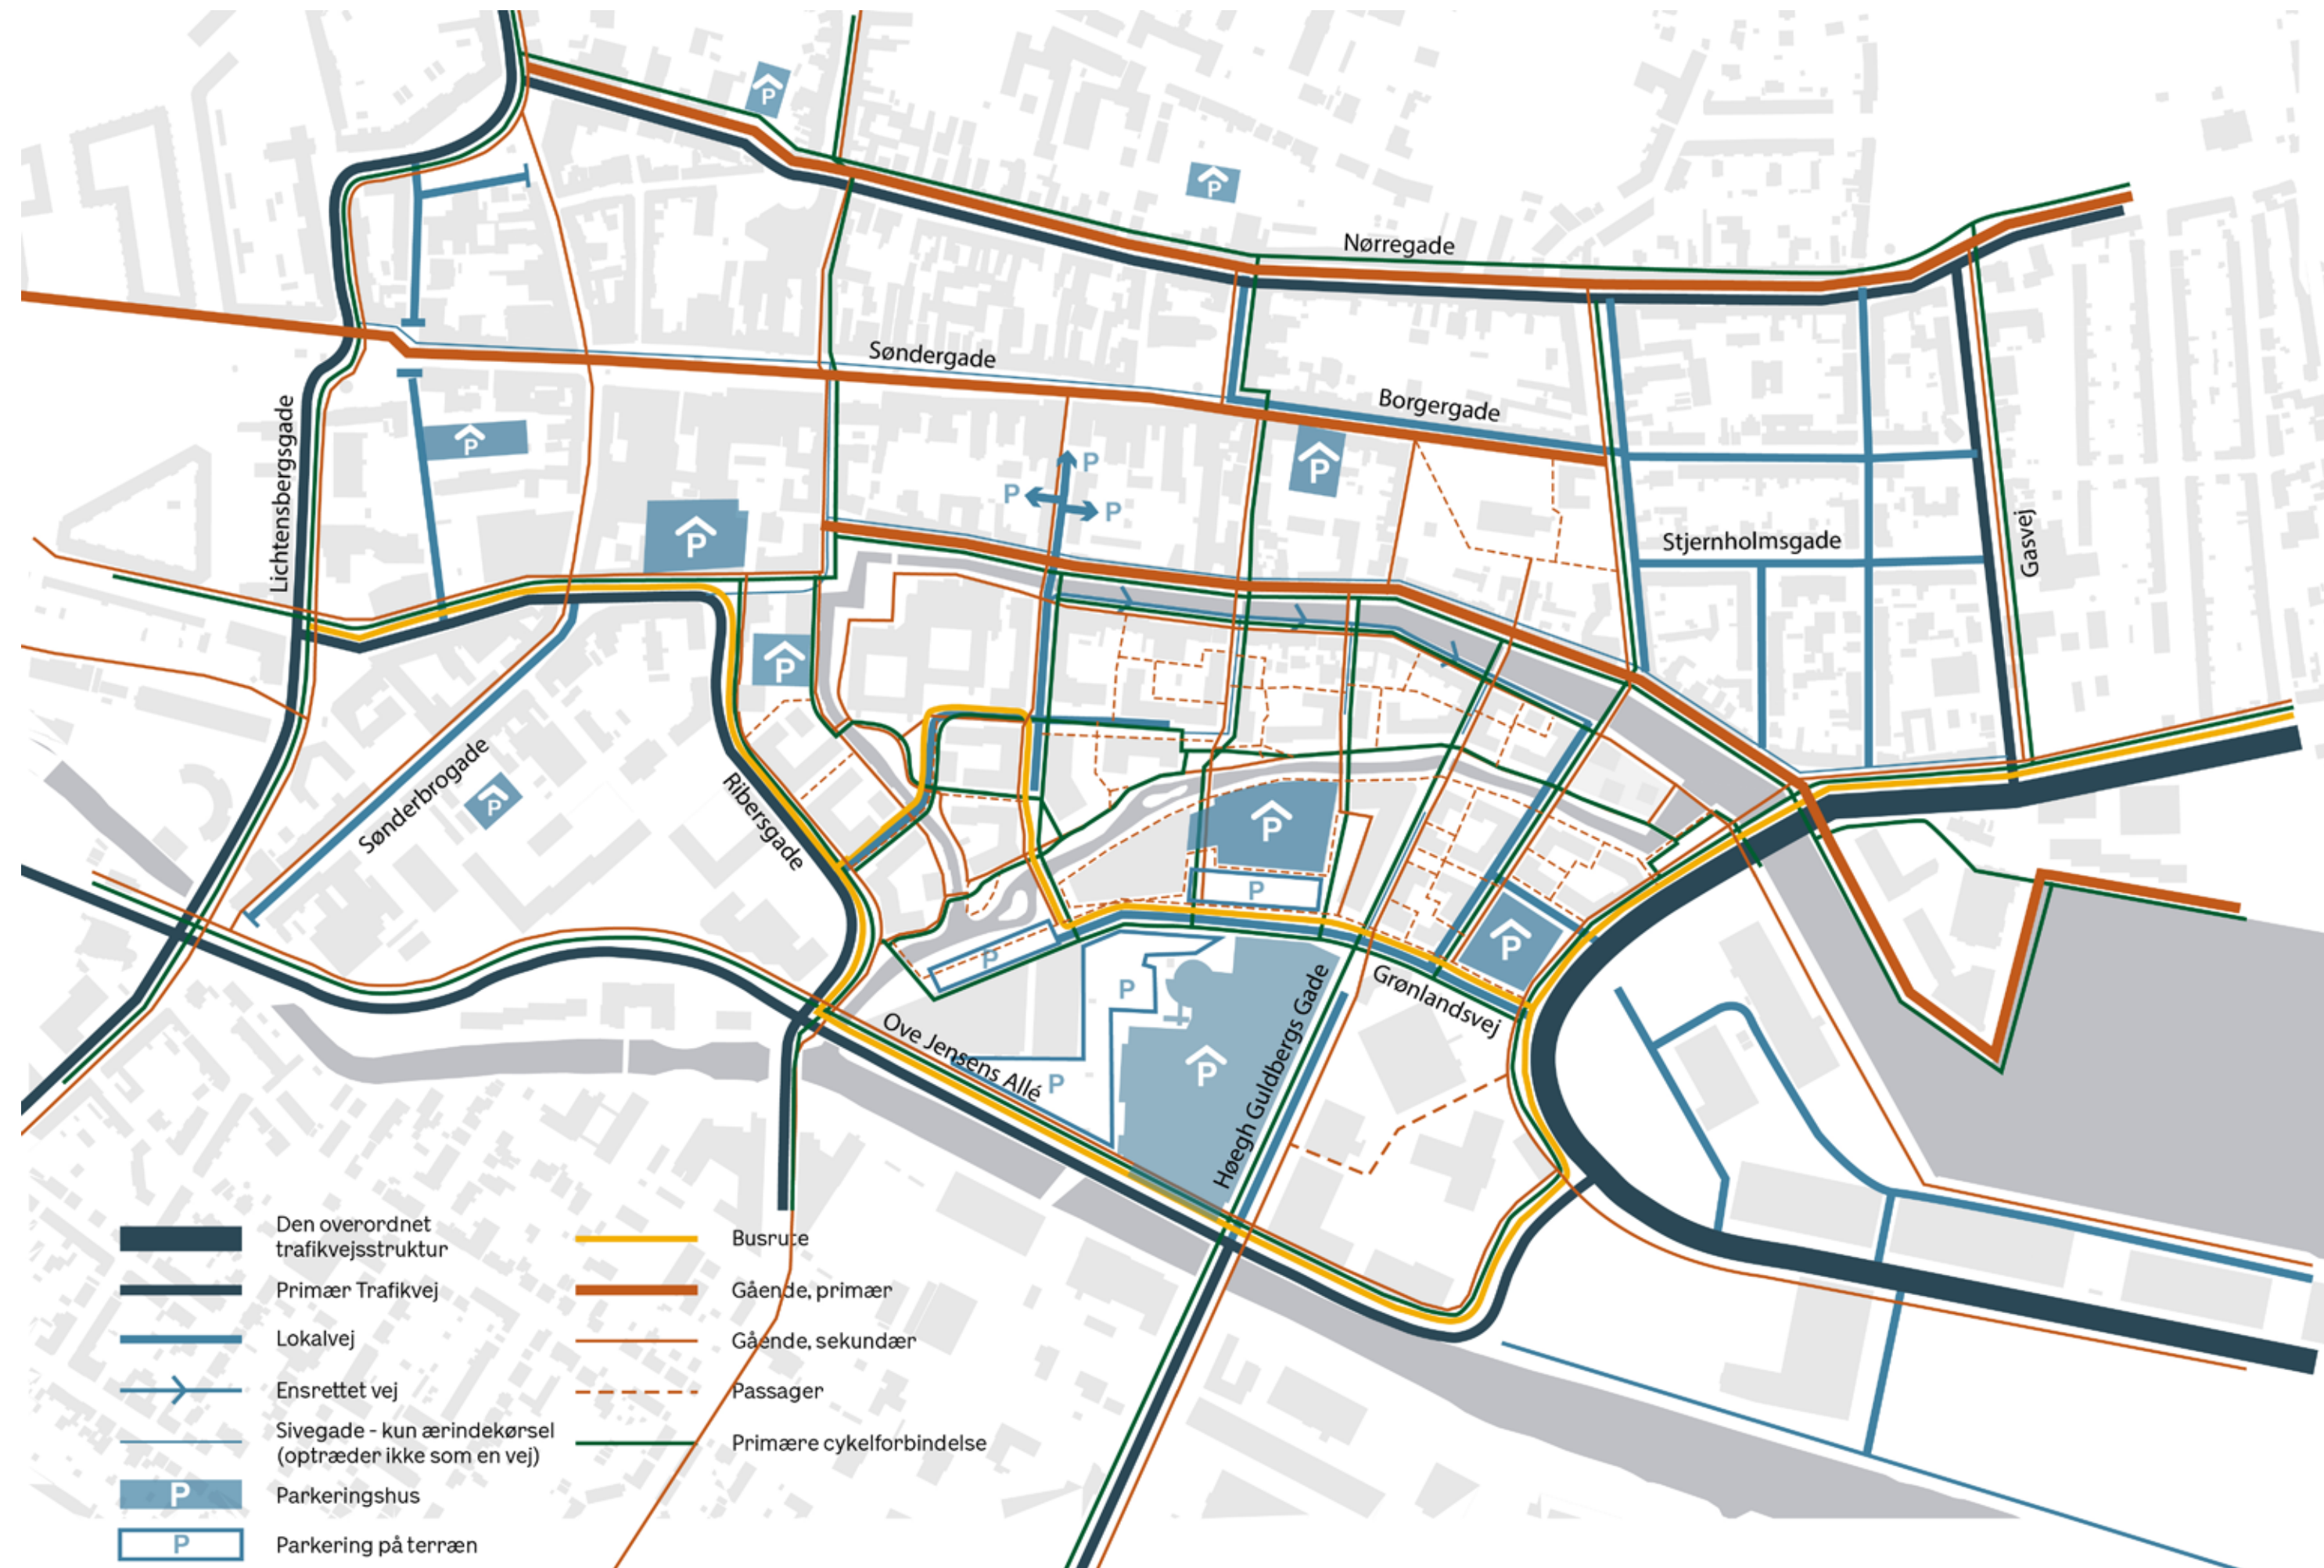 P
P
Nørregade
Søndergade
Borgergade
P
P
P
P
P
P
Lichtensbergsgade
Stjernholmsgade
Gasvej
P
Sønderbrogade
P
Ribersgade
P
P
P
P
P
Ove Jensens Allé
P
P
Høegh Guldbergs Gade
Grønlandsvej
Den overordnet
trafikvejsstruktur
Primær Trafikvej
Lokalvej
Ensrettet vej
Sivegade - kun ærindekørsel
(optræder ikke som en vej)
P Parkeringshus
P Parkering på terræn
Busrute
Gående, primær
Gående, sekundær
Passager
Primære cykelforbindelse